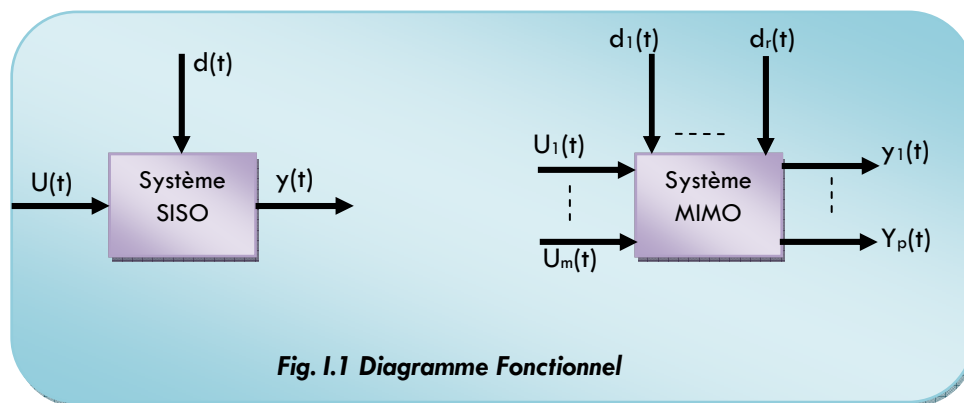 d(t)
U(t)
Système
SISO
y(t)
d₁(t)
dᵣ(t)
U₁(t)
Uₘ(t)
Système
MIMO
y₁(t)
Yₚ(t)
Fig. I.1 Diagramme Fonctionnel